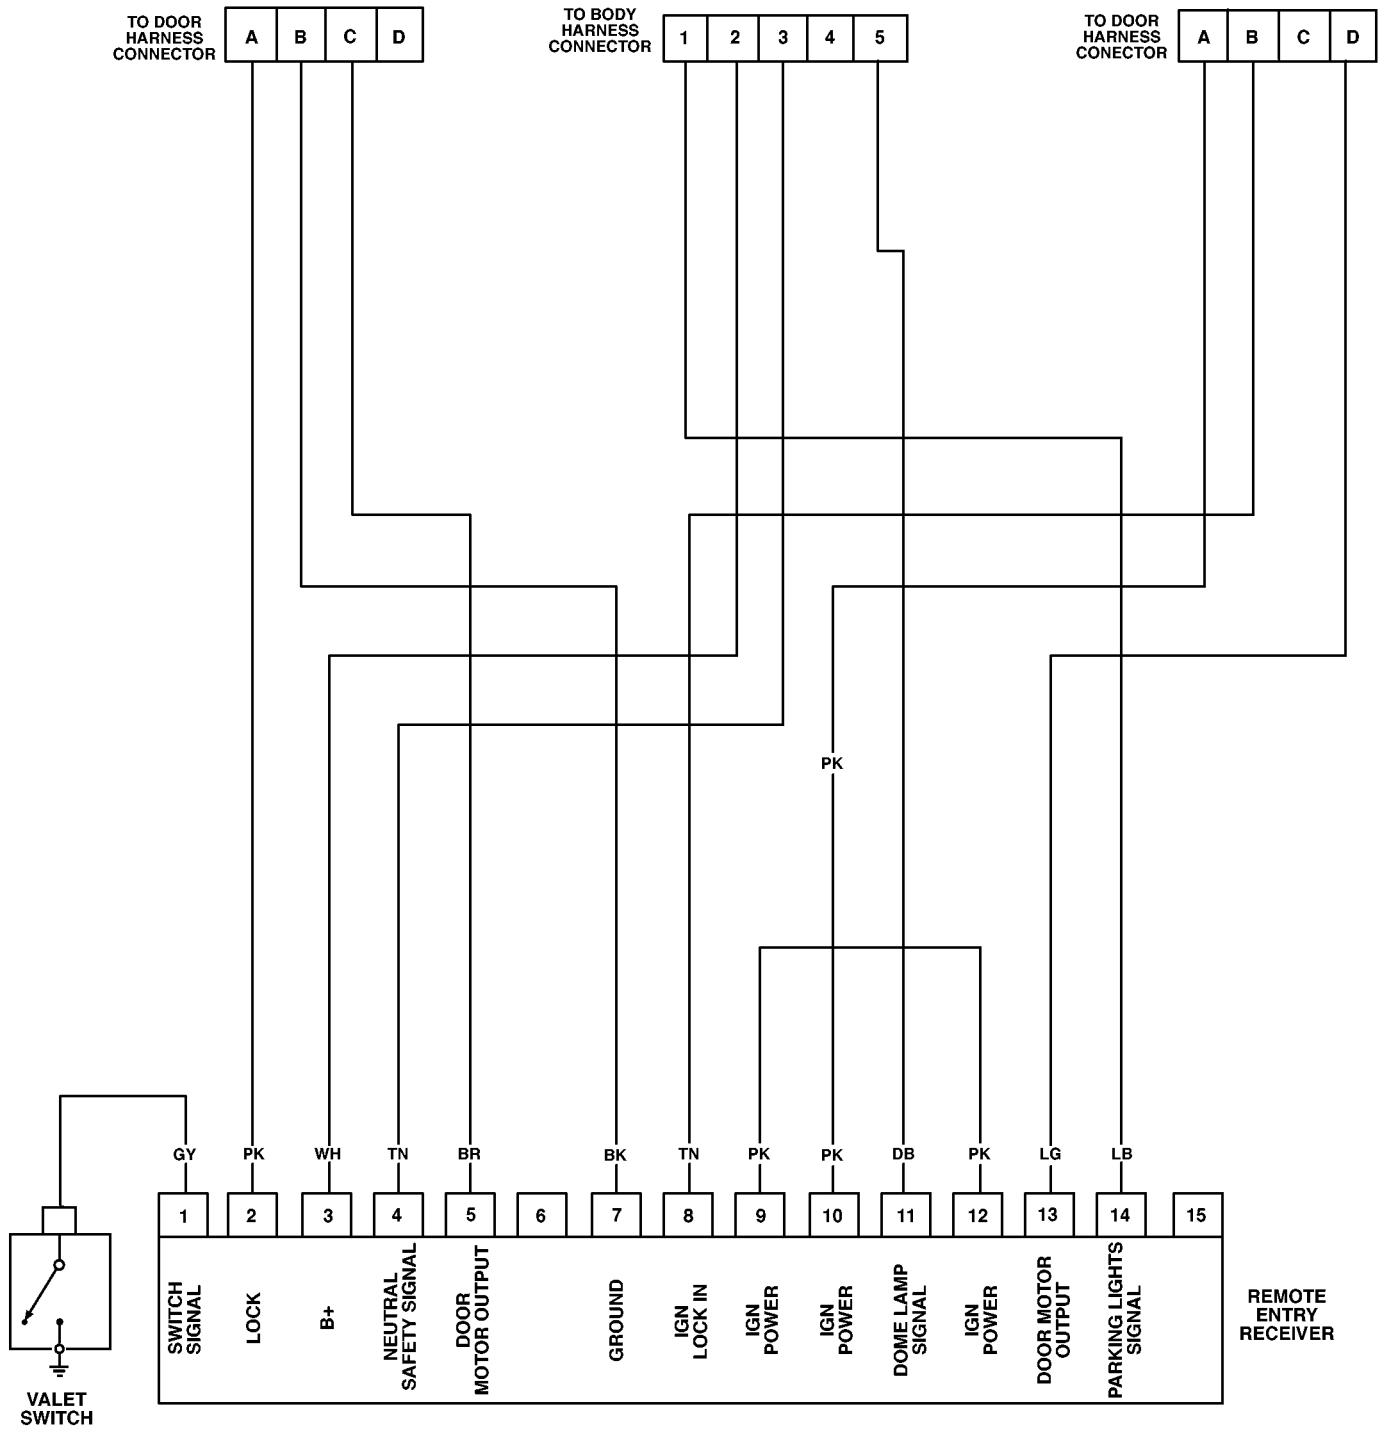 TO DOOR
HARNESS
CONNECTOR
A B C D
TO BODY
HARNESS
CONNECTOR
1 2 3 4 5
TO DOOR
HARNESS
CONECTOR
A B C D
PK
GY PK WH TN BR BK TN PK PK DB PK LG LB
1 2 3 4 5 6 7 8 9 10 11 12 13 14 15
SWITCH
SIGNAL
LOCK
B+
NEUTRAL
SAFETY SIGNAL
DOOR
MOTOR OUTPUT
GROUND
IGN
LOCK IN
IGN
POWER
IGN
POWER
DOME LAMP
SIGNAL
IGN
POWER
DOOR MOTOR
OUTPUT
PARKING LIGHTS
SIGNAL
REMOTE
ENTRY
RECEIVER
VALET
SWITCH